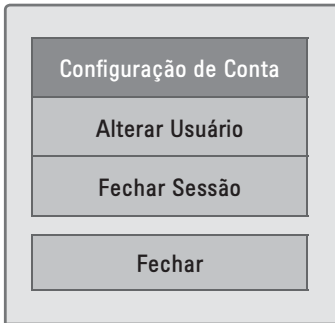 Configuração de Conta
Alterar Usuário
Fechar Sessão
Fechar